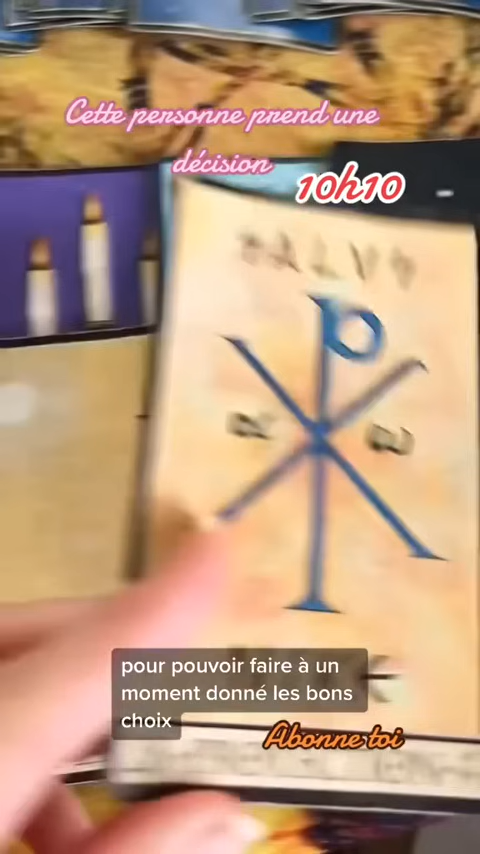 Cette personne prend une
décision
10h10
α
ω
pour pouvoir faire à un
moment donné les bons
choix
Abonne toi